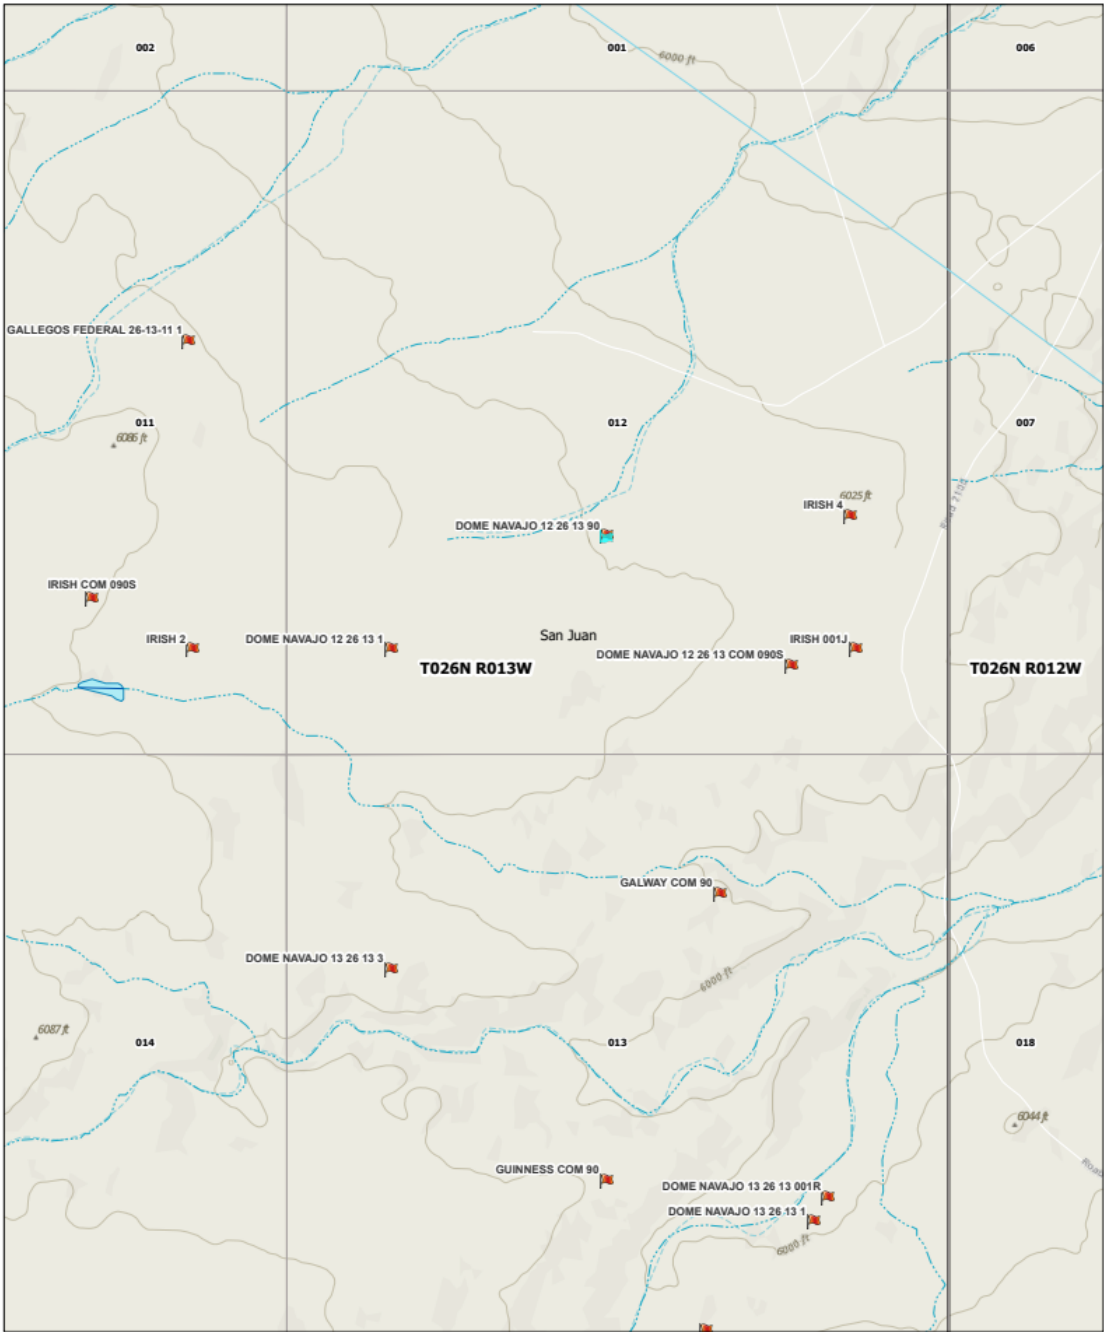 002
001
006
6000 ft
GALLEGOS FEDERAL 26-13-11 1
011
6086 ft
012
007
6025 ft
IRISH 4
Road 7100
DOME NAVAJO 12 26 13 90
IRISH COM 090S
IRISH 2
DOME NAVAJO 12 26 13 1
San Juan
IRISH 001J
DOME NAVAJO 12 26 13 COM 090S
T026N R013W
T026N R012W
GALWAY COM 90
DOME NAVAJO 13 26 13 3
6000 ft
6087 ft
014
013
018
6044 ft
GUINNESS COM 90
Road
DOME NAVAJO 13 26 13 001R
DOME NAVAJO 13 26 13 1
6000 ft